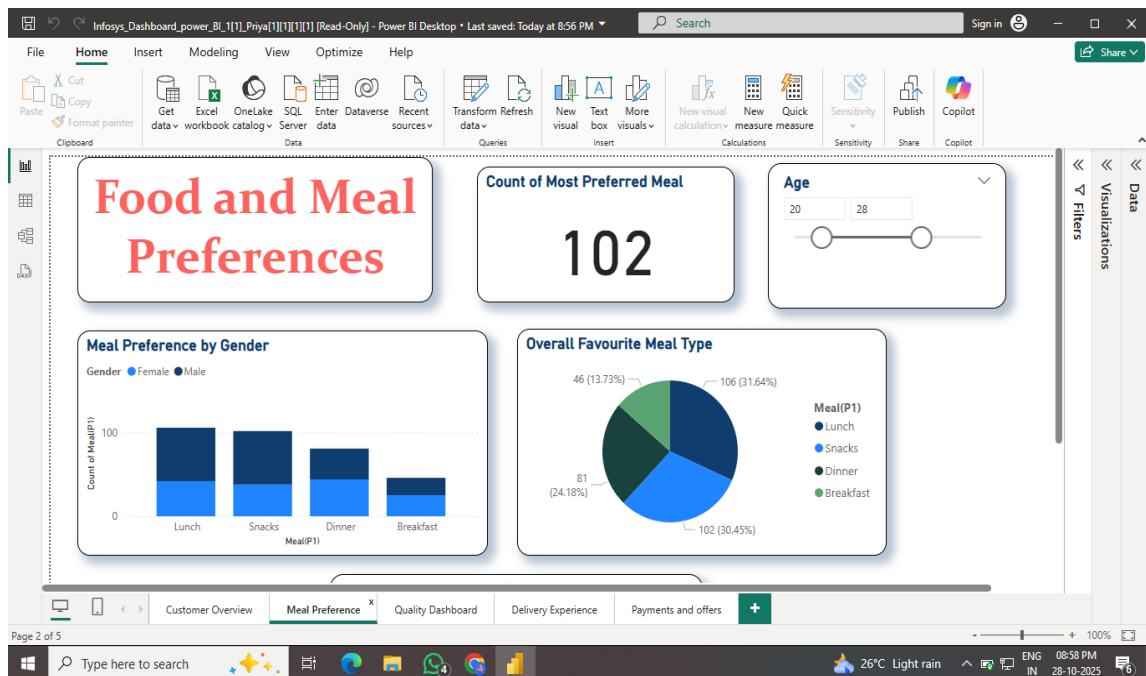 Infosys_Dashboard_power_BI_1[1]_Priya[1][1][1][1] [Read-Only] - Power BI Desktop • Last saved: Today at 8:56 PM
Search
Sign in
File Home Insert Modeling View Optimize Help
Share
Paste
Cut
Copy
Format painter
Get data
Excel workbook
OneLake catalog
SQL Server
Enter data
Dataverse
Recent sources
Transform data
Refresh
New visual
Text box
More visuals
New visual calculation
New measure
Quick measure
Sensitivity
Publish
Copilot
Clipboard
Data
Queries
Insert
Calculations
Sensitivity
Share
Copilot
Food and Meal
Preferences
Count of Most Preferred Meal
102
Age
20 28
Filters
Visualizations
Data
Meal Preference by Gender
Gender Female Male
Count of Meal(P1)
100
0
Lunch Snacks Dinner Breakfast
Meal(P1)
Overall Favourite Meal Type
46 (13.73%)
106 (31.64%)
81
(24.18%)
102 (30.45%)
Meal(P1)
Lunch
Snacks
Dinner
Breakfast
Customer Overview
Meal Preference x
Quality Dashboard
Delivery Experience
Payments and offers
+
Page 2 of 5
- + 100%
Type here to search
4
26°C Light rain
ENG
IN
08:58 PM
28-10-2025
6